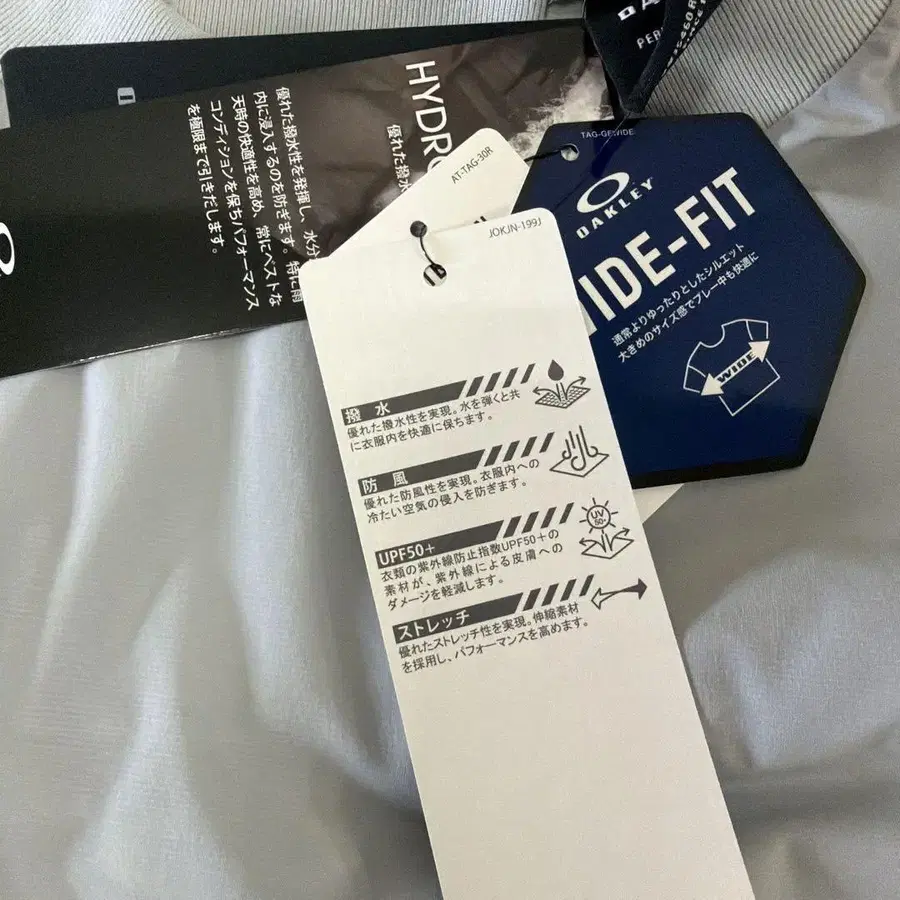 HYDRO
優れた撥水
優れた撥水性を発揮し、水分
内に浸入するのを防ぎます。特に雨
天時の快適性を高め、常にベストな
コンディションを保ちパフォーマンス
を極限まで引きだします。
AT-TAG-30R
JOKJN-199J
撥 水
優れた撥水性を実現。水を弾くと共
に衣服内を快適に保ちます。
防 風
優れた防風性を実現。衣服内への
冷たい空気の侵入を防ぎます。
UPF50+
衣類の紫外線防止指数UPF50+の
素材が、紫外線による皮膚への
ダメージを軽減します。
UV
50+
ストレッチ
優れたストレッチ性を実現。伸縮素材
を採用し、パフォーマンスを高めます。
TAG-GEWIDE
OAKLEY
WIDE-FIT
通常よりゆったりとしたシルエット
大きめのサイズ感でプレー中も快適に
WIDE